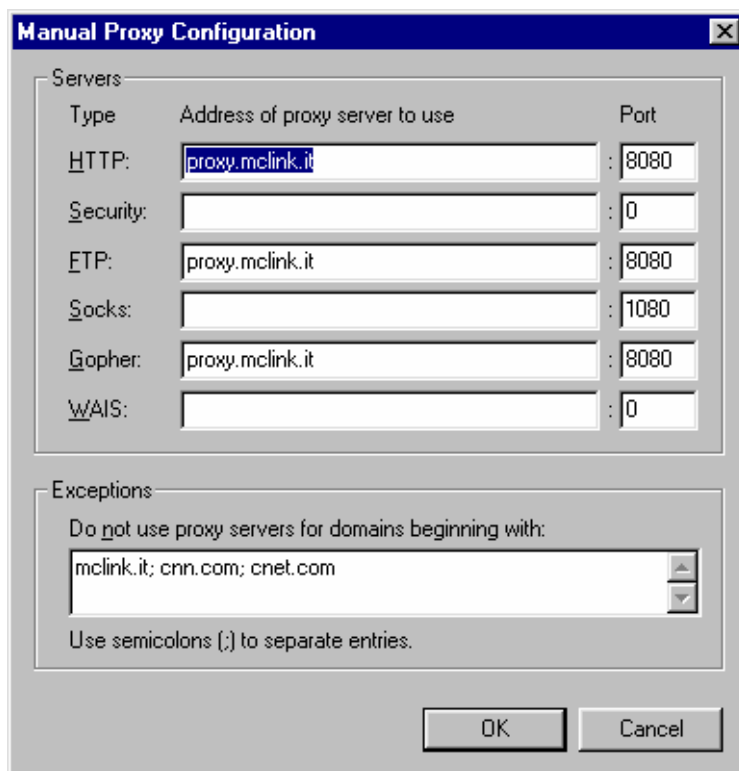 Manual Proxy Configuration
Servers
Type Address of proxy server to use Port
HTTP: proxy.mclink.it : 8080
Security: : 0
FTP: proxy.mclink.it : 8080
Socks: : 1080
Gopher: proxy.mclink.it : 8080
WAIS: : 0
Exceptions
Do not use proxy servers for domains beginning with:
mclink.it; cnn.com; cnet.com
Use semicolons (;) to separate entries.
OK Cancel